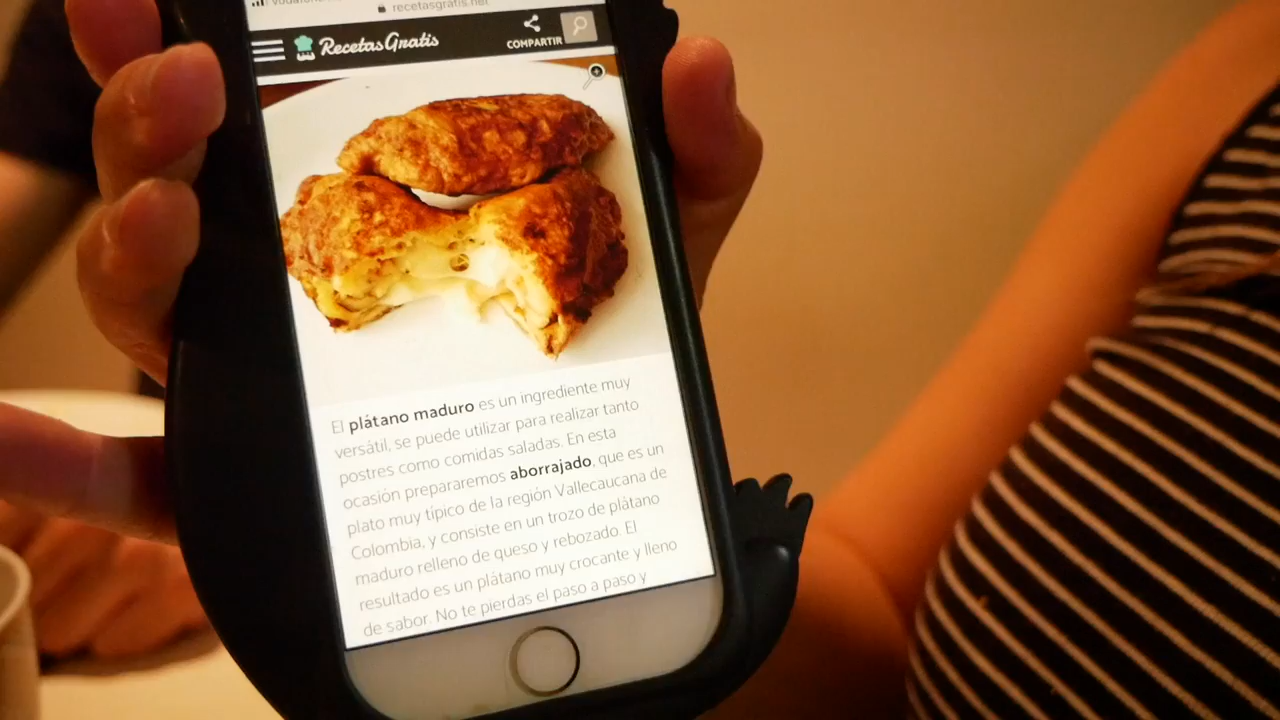 vodafone
recetasgratis.net
RecetasGratis
COMPARTIR
El plátano maduro es un ingrediente muy
versátil, se puede utilizar para realizar tanto
postres como comidas saladas. En esta
ocasión prepararemos aborrajado, que es un
plato muy típico de la región Vallecaucana de
Colombia, y consiste en un trozo de plátano
maduro relleno de queso y rebozado. El
resultado es un plátano muy crocante y lleno
de sabor. No te pierdas el paso a paso y